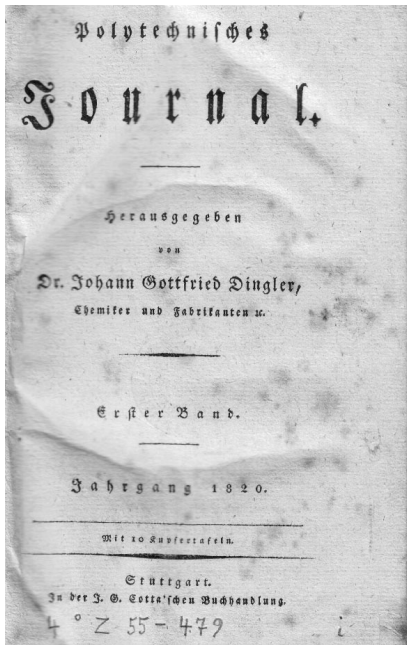 Polytechnisches
Journal.
Herausgegeben
von
Dr. Johann Gottfried Dingler,
Chemiker und Fabrikanten ꝛc.
Erster Band.
Jahrgang 1820.
Mit 10 Kupfertafeln.
Stuttgart.
In der J. G. Cotta'schen Buchhandlung.
4° Z 55-479 i